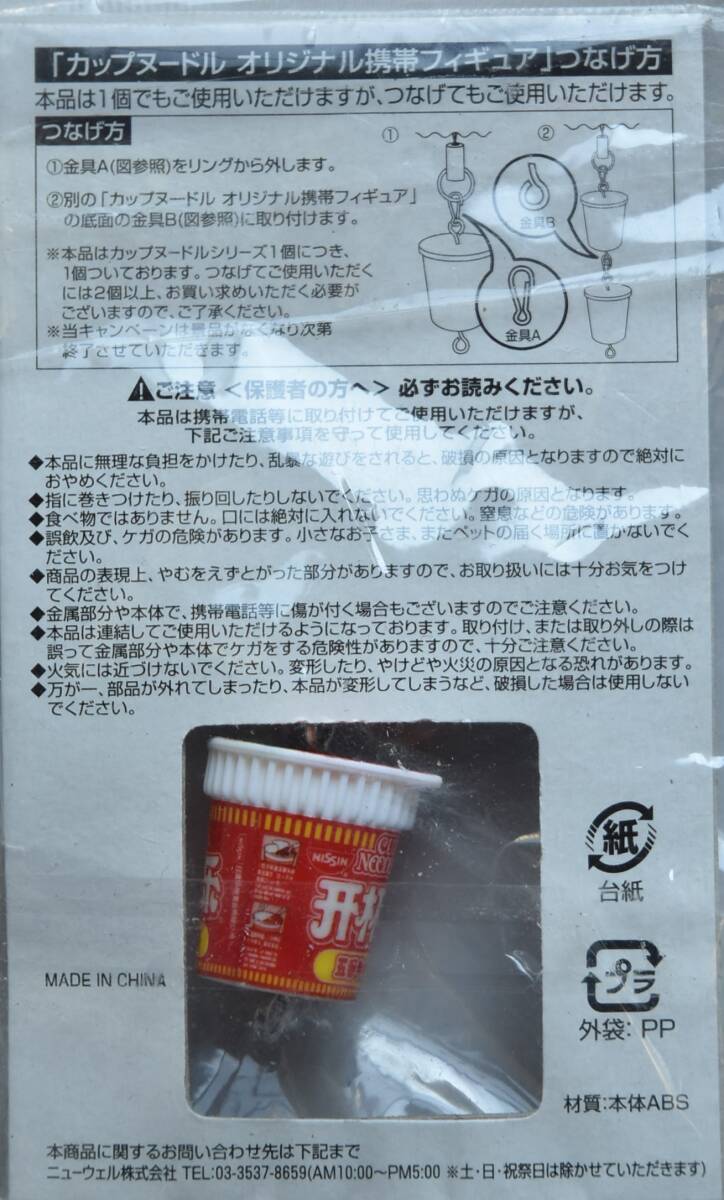 「カップヌードル オリジナル携帯フィギュア」つなげ方
本品は1個でもご使用いただけますが、つなげてもご使用いただけます。
つなげ方
①金具A(図参照)をリングから外します。
②別の「カップヌードル オリジナル携帯フィギュア」
の底面の金具B(図参照)に取り付けます。
※本品はカップヌードルシリーズ1個につき、
1個ついております。つなげてご使用いただく
には2個以上、お買い求めいただく必要が
ございますので、ご了承ください。
※当キャンペーンは景品がなくなり次第
終了させていただきます。
①
②
金具B
金具A
ご注意 <保護者の方へ> 必ずお読みください。
本品は携帯電話等に取り付けてご使用いただけますが、
下記ご注意事項を守って使用してください。
◆本品に無理な負担をかけたり、乱暴な遊びをされると、破損の原因となりますので絶対に
おやめください。
◆指に巻きつけたり、振り回したりしないでください。思わぬケガの原因となります。
◆食べ物ではありません。口には絶対に入れないでください。窒息などの危険があります。
◆誤飲及び、ケガの危険があります。小さなお子さま、またペットの届く場所に置かないでく
ださい。
◆商品の表現上、やむをえずとがった部分がありますので、お取り扱いには十分お気をつけ
てください。
◆金属部分や本体で、携帯電話等に傷が付く場合もございますのでご注意ください。
◆本品は連結してご使用いただけるようになっております。取り付け、または取り外しの際は
誤って金属部分や本体でケガをする危険性がありますので、十分ご注意ください。
◆火気には近づけないでください。変形したり、やけどや火災の原因となる恐れがあります。
◆万が一、部品が外れてしまったり、本品が変形してしまうなど、破損した場合は使用しない
でください。
NISSIN
开杯
乐
紙
台紙
プラ
外袋:PP
MADE IN CHINA
材質:本体ABS
本商品に関するお問い合わせ先は下記まで
ニューウェル株式会社 TEL:03-3537-8659(AM10:00〜PM5:00 ※土・日・祝祭日は除かせていただきます)